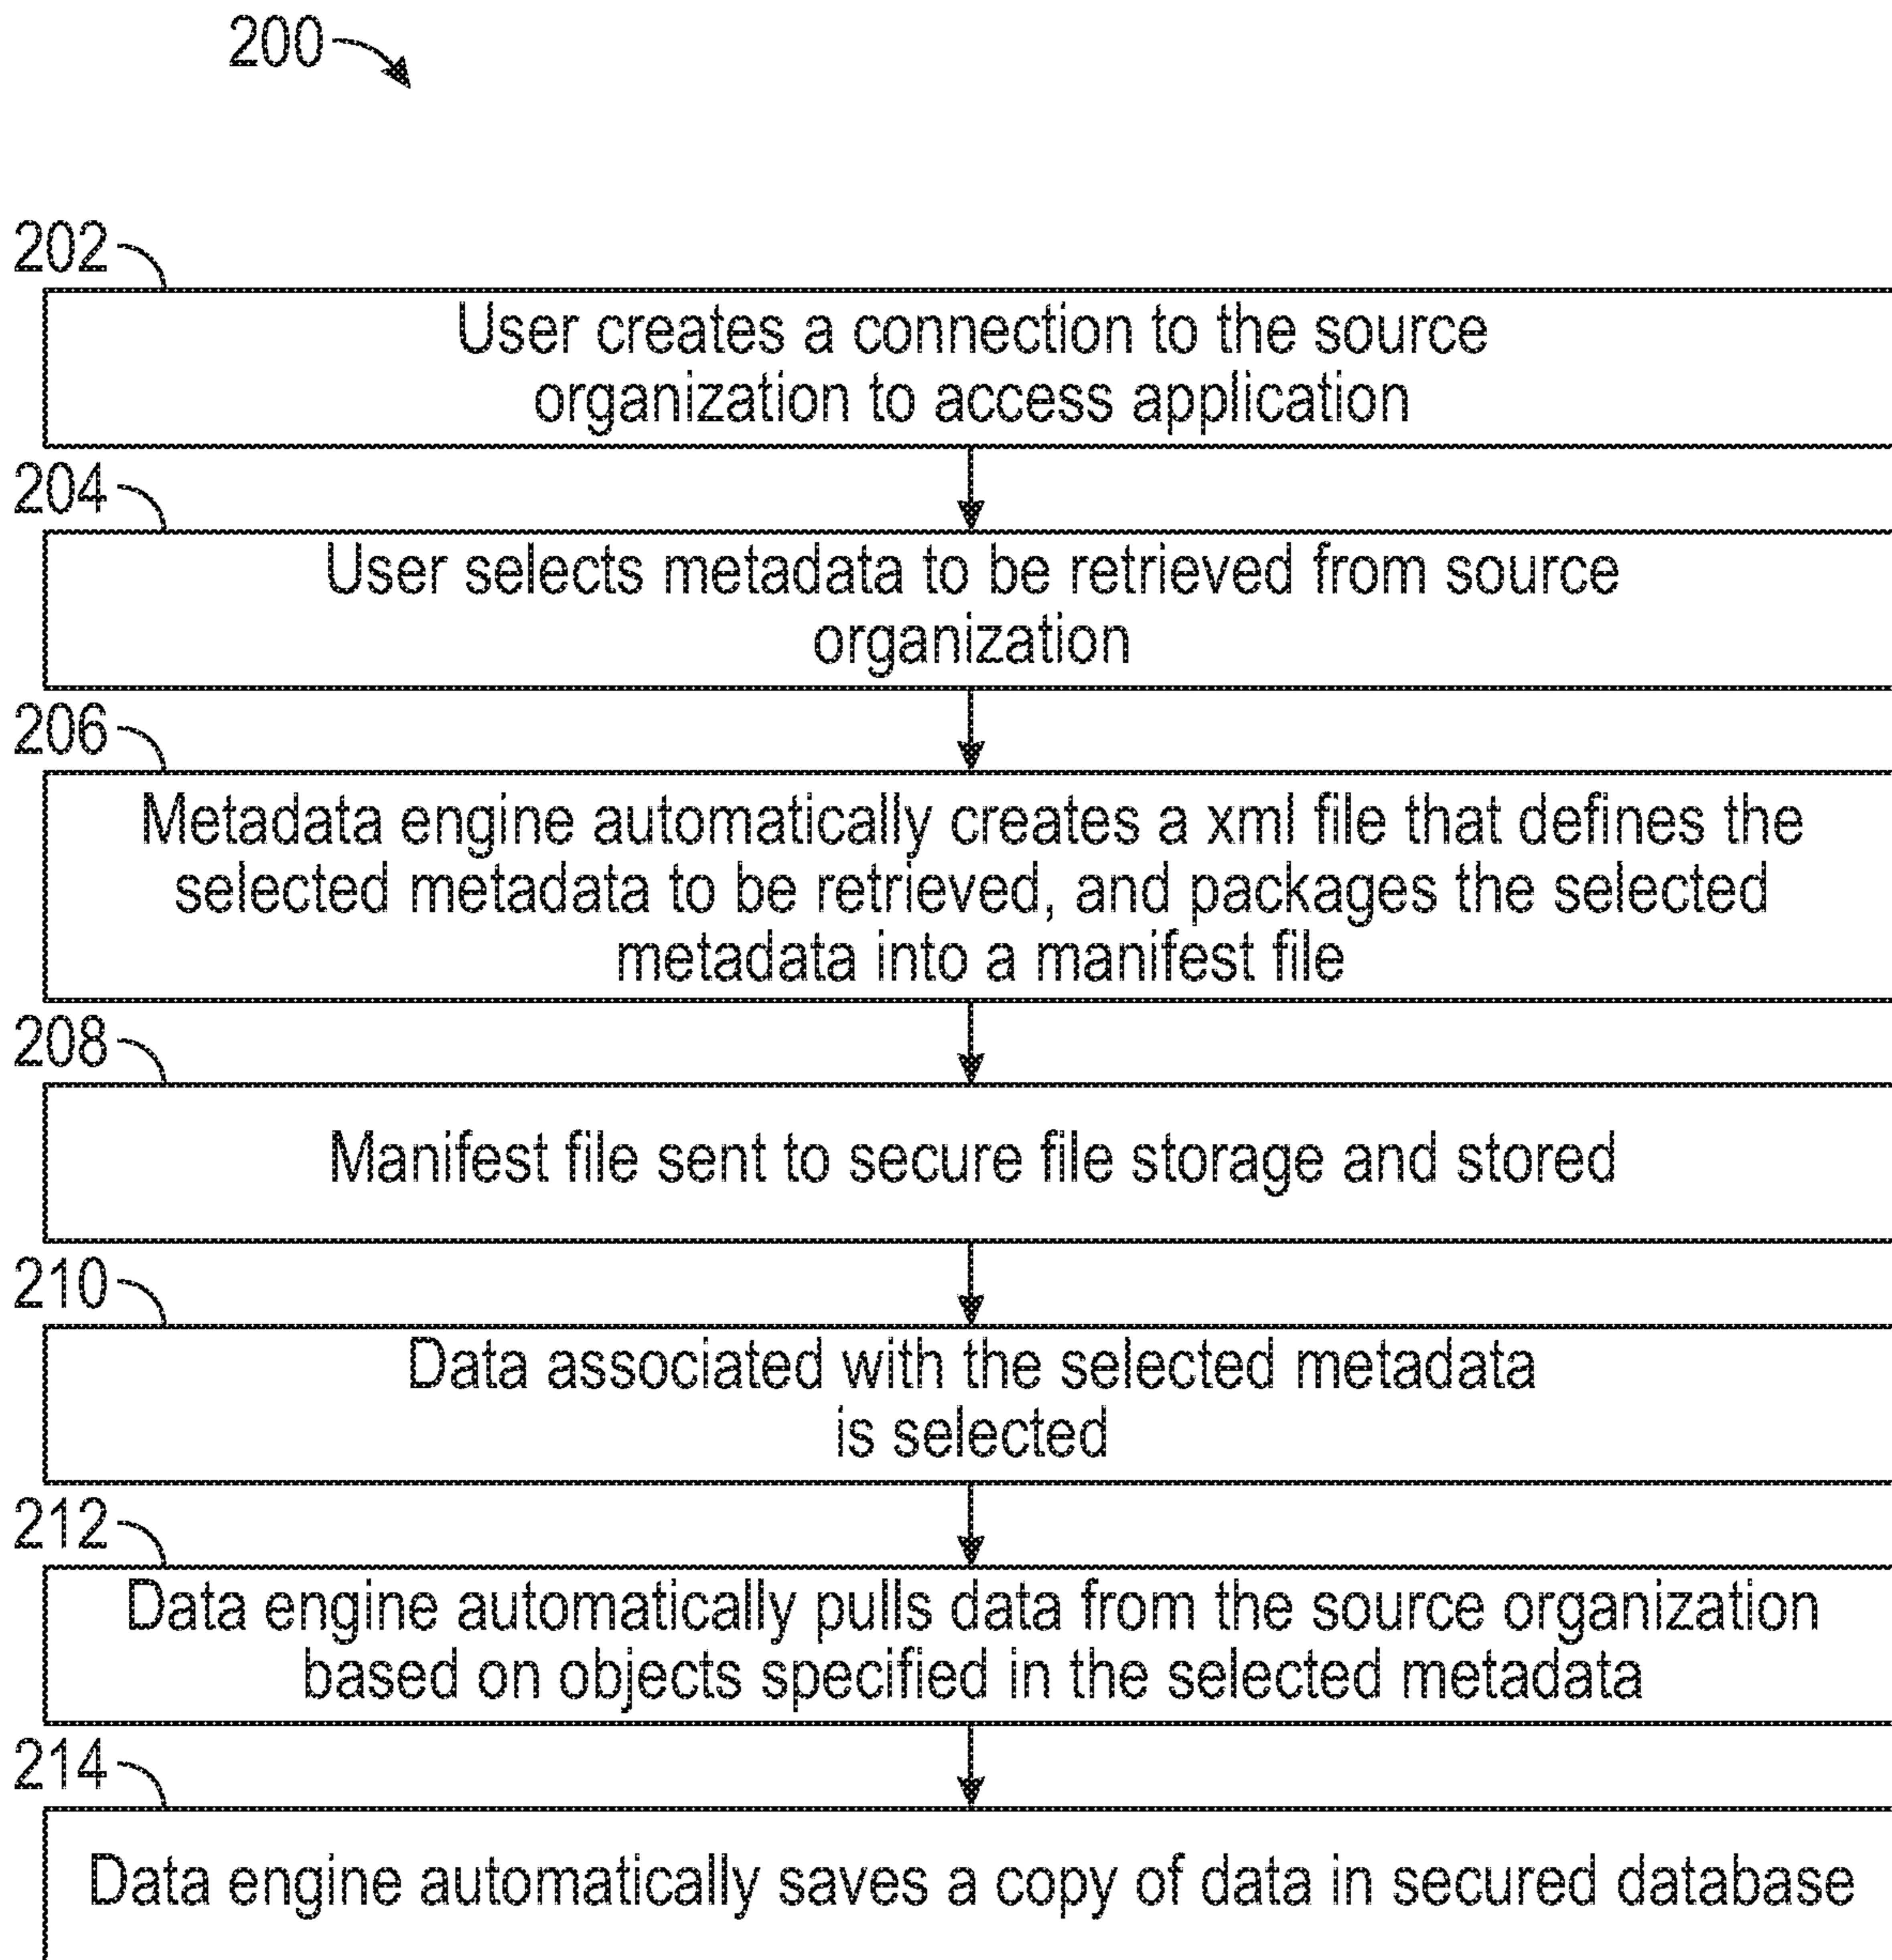 200
202
User creates a connection to the source
organization to access application
204
User selects metadata to be retrieved from source
organization
206
Metadata engine automatically creates a xml file that defines the
selected metadata to be retrieved, and packages the selected
metadata into a manifest file
208
Manifest file sent to secure file storage and stored
210
Data associated with the selected metadata
is selected
212
Data engine automatically pulls data from the source organization
based on objects specified in the selected metadata
214
Data engine automatically saves a copy of data in secured database